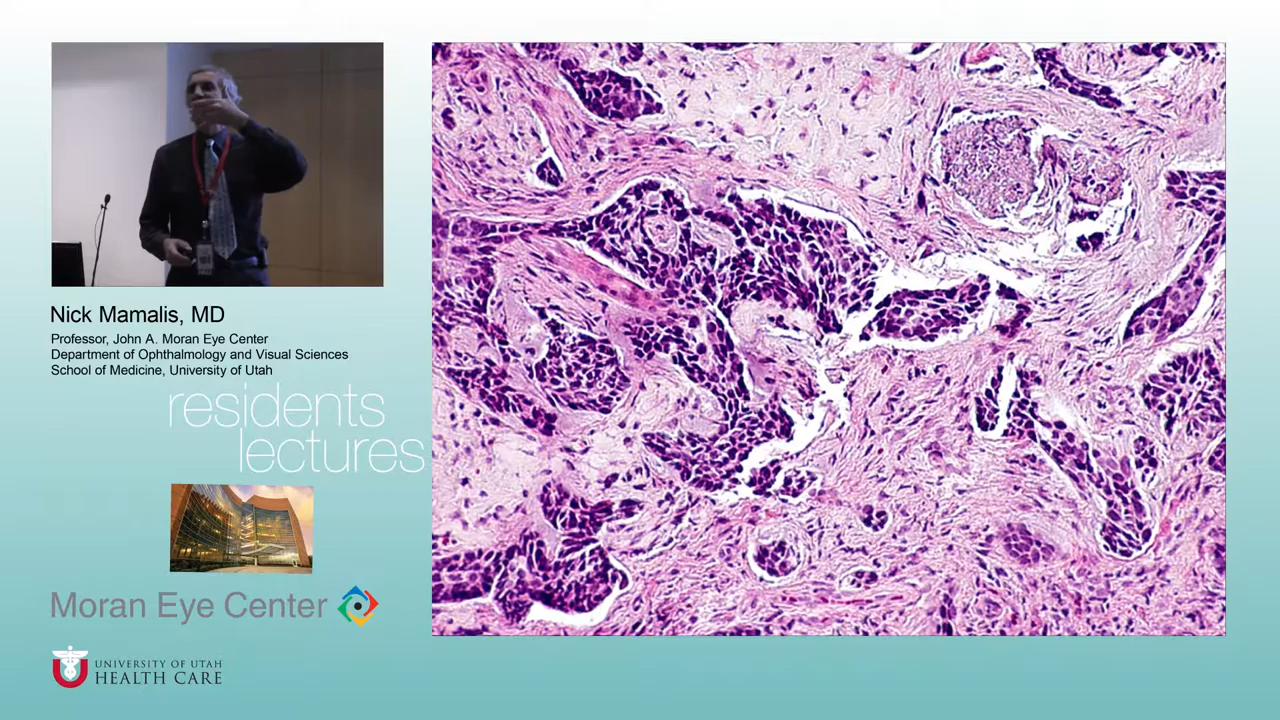 Nick Mamalis, MD
Professor, John A. Moran Eye Center
Department of Ophthalmology and Visual Sciences
School of Medicine, University of Utah
residents
lectures
Moran Eye Center
UNIVERSITY OF UTAH
HEALTH CARE